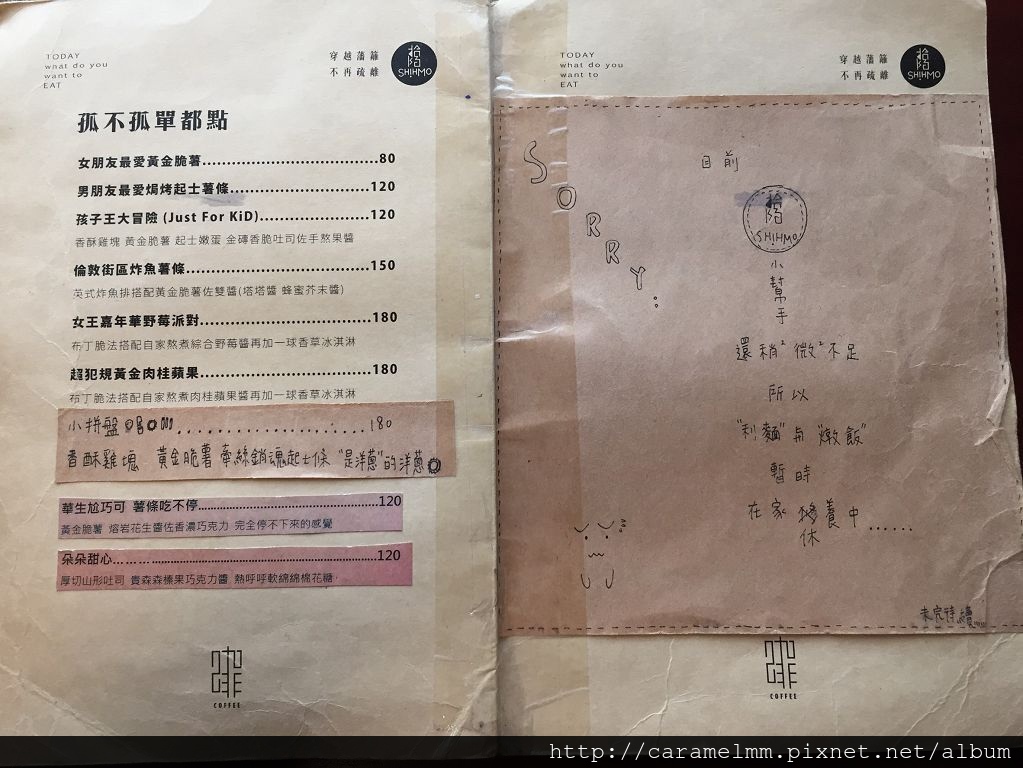 TODAY
what do you
want to
EAT
穿越藩籬
不再疏離
拾陌
SHIHMO
孤不孤單都點
女朋友最愛黃金脆薯....................................80
男朋友最愛焗烤起士薯條..................................120
孩子王大冒險 (Just For KiD)............................120
香酥雞塊 黃金脆薯 起士嫩蛋 金磚香脆吐司佐手熬果醬
倫敦街區炸魚薯條......................................150
英式炸魚排搭配黃金脆薯佐雙醬(塔塔醬 蜂蜜芥末醬)
女王嘉年華野莓派對....................................180
布丁脆法搭配自家熬煮綜合野莓醬再加一球香草冰淇淋
超犯規黃金肉桂蘋果....................................180
布丁脆法搭配自家熬煮肉桂蘋果醬再加一球香草冰淇淋
小拼盤.......................180
香酥雞塊 黃金脆薯 牽絲銷魂起士條 "是洋蔥"的洋蔥
華生尬巧可 薯條吃不停......................................120
黃金脆薯 熔岩花生醬佐香濃巧克力 完全停不下來的感覺
朵朵甜心................................................120
厚切山形吐司 貴森森榛果巧克力醬 熱呼呼軟綿綿棉花糖
咖啡
COFFEE
TODAY
what do you
want to
EAT
穿越藩籬
不再疏離
拾陌
SHIHMO
SORRY:
目前
拾陌
SHIHMO
小幫手
還稍²微²不足
所以
"利麵"與"燉飯"
暫時
在家休養中......
未完待續......
咖啡
COFFEE
http://caramelmm.pixnet.net/album